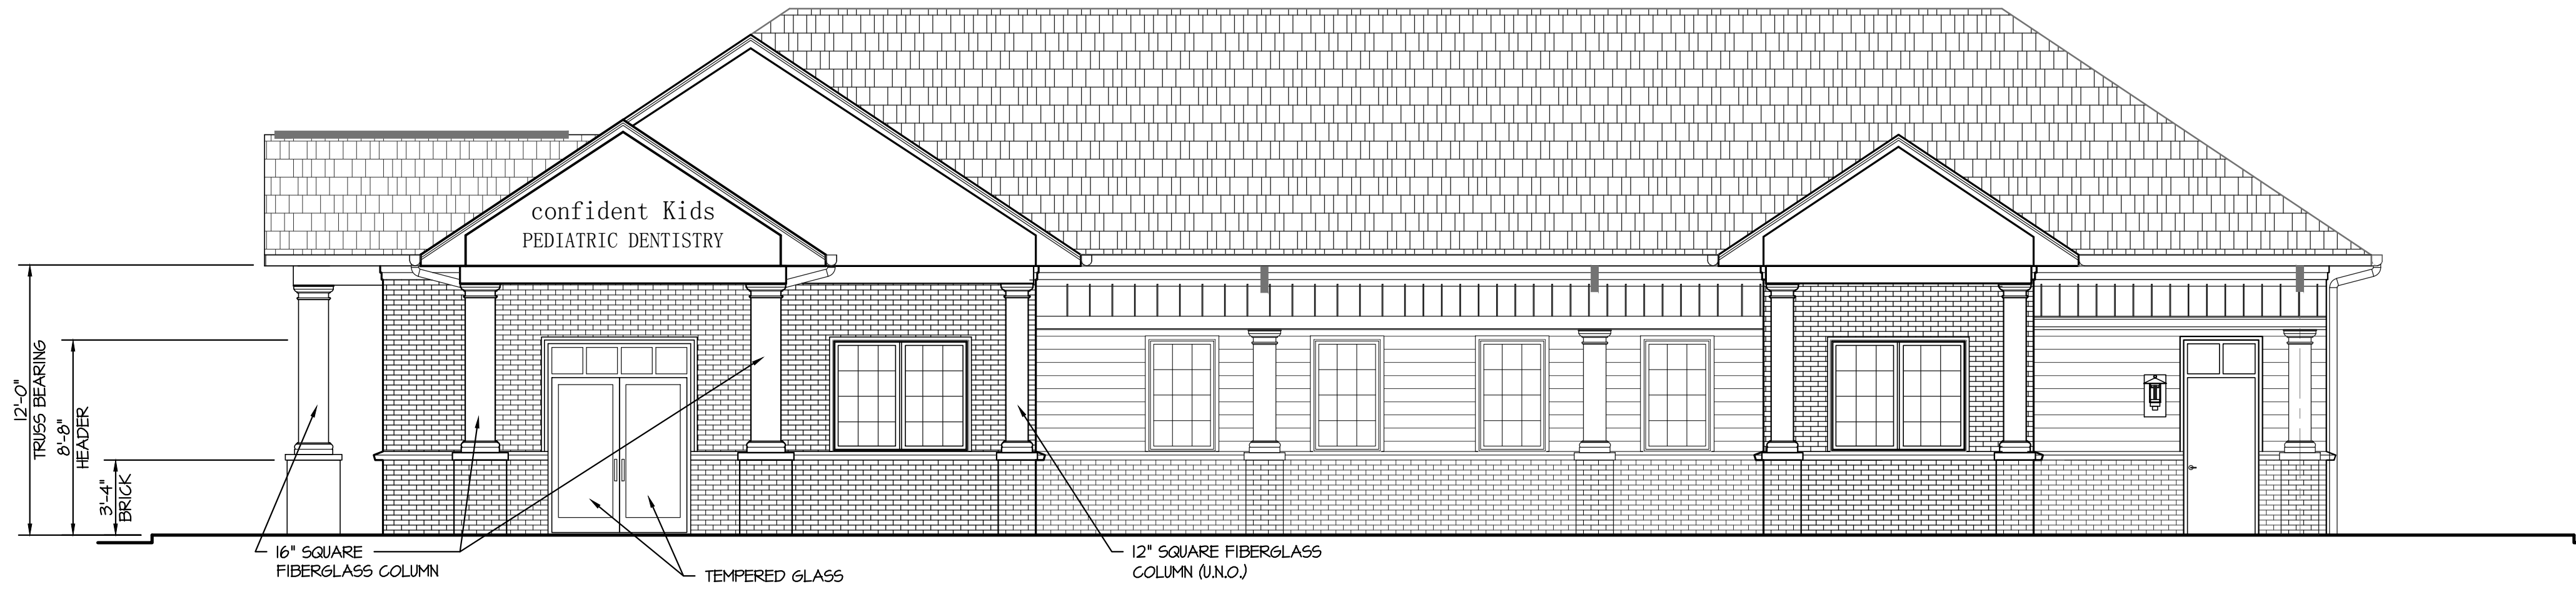 confident Kids
PEDIATRIC DENTISTRY
12'-0"
TRUSS BEARING
8'-8"
HEADER
3'-4"
BRICK
16" SQUARE
FIBERGLASS COLUMN
TEMPERED GLASS
12" SQUARE FIBERGLASS
COLUMN (U.N.O.)